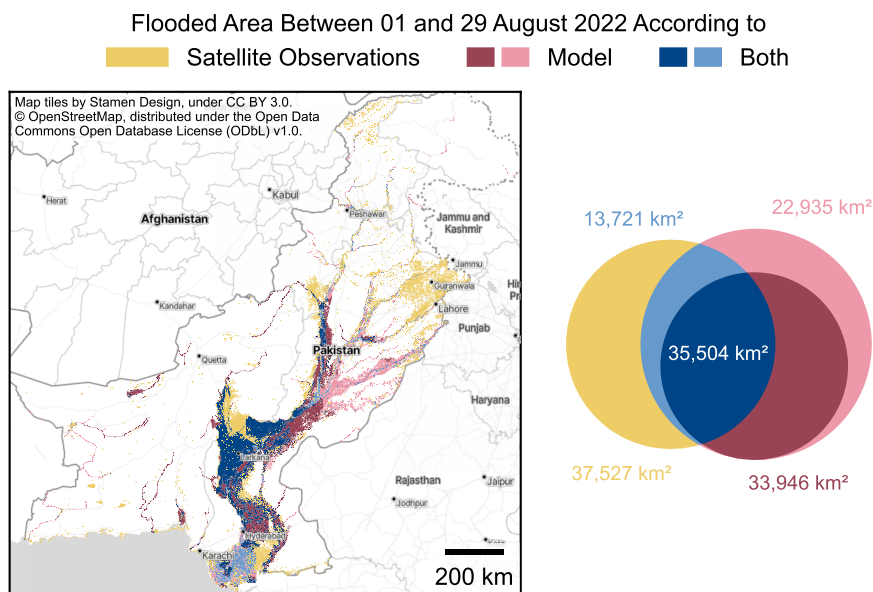 Flooded Area Between 01 and 29 August 2022 According to
Satellite Observations
Model
Both
Map tiles by Stamen Design, under CC BY 3.0.
© OpenStreetMap, distributed under the Open Data
Commons Open Database License (ODbL) v1.0.
Herat
Kabul
Afghanistan
Peshawar
Jammu and
Kashmir
Jammu
Gujranwala
Kandahar
Lahore
Punjab
Quetta
Pakistan
Haryana
Larkana
Rajasthan
Jaipur
Jodhpur
Hyderabad
Karachi
200 km
13,721 km²
22,935 km²
35,504 km²
37,527 km²
33,946 km²